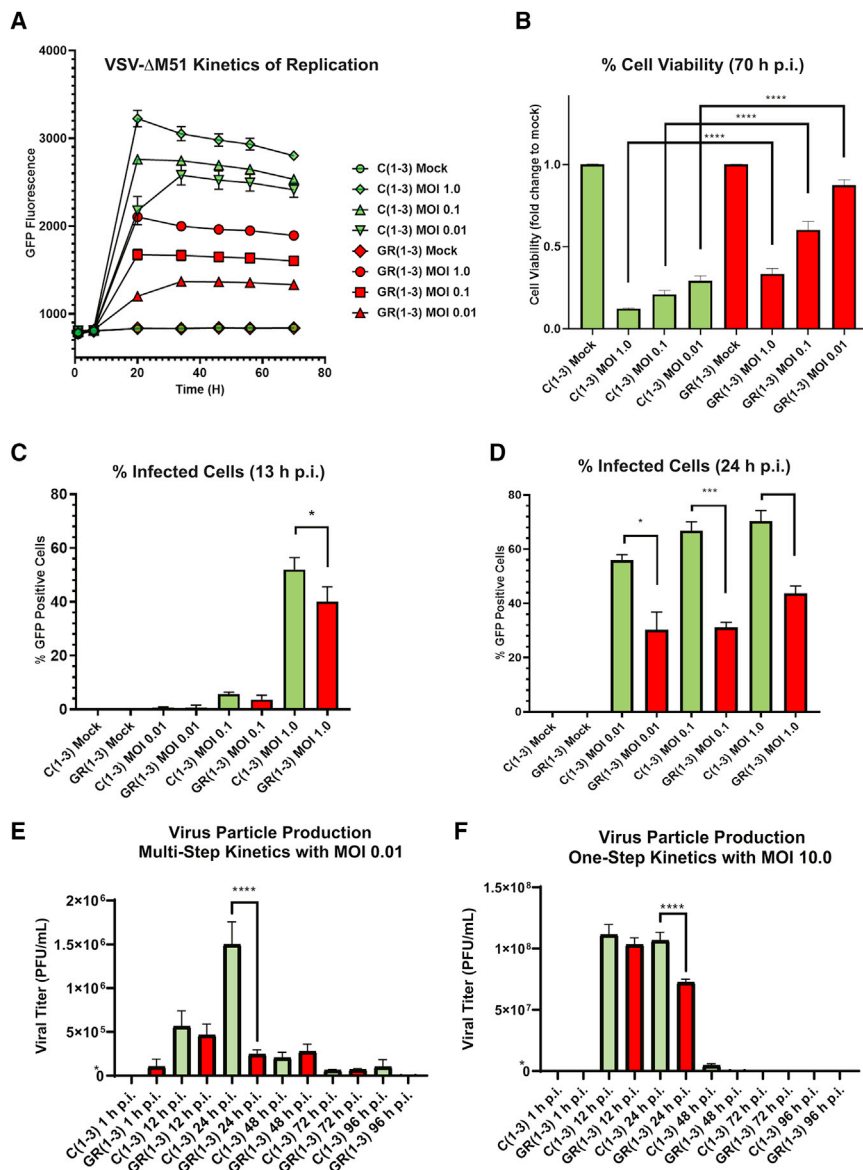 A
VSV-ΔM51 Kinetics of Replication
4000
3000
2000
1000
GFP Fluorescence
0
20
40
60
80
Time (H)
C(1-3) Mock
C(1-3) MOI 1.0
C(1-3) MOI 0.1
C(1-3) MOI 0.01
GR(1-3) Mock
GR(1-3) MOI 1.0
GR(1-3) MOI 0.1
GR(1-3) MOI 0.01
B
% Cell Viability (70 h p.i.)
****
****
****
1.0
0.5
0.0
Cell Viability (fold change to mock)
C(1-3) Mock
C(1-3) MOI 1.0
C(1-3) MOI 0.1
C(1-3) MOI 0.01
GR(1-3) Mock
GR(1-3) MOI 1.0
GR(1-3) MOI 0.1
GR(1-3) MOI 0.01
C
% Infected Cells (13 h p.i.)
80
60
40
20
0
% GFP Positive Cells
*
C(1-3) Mock
GR(1-3) Mock
C(1-3) MOI 0.01
GR(1-3) MOI 0.01
C(1-3) MOI 0.1
GR(1-3) MOI 0.1
C(1-3) MOI 1.0
GR(1-3) MOI 1.0
D
% Infected Cells (24 h p.i.)
80
60
40
20
0
% GFP Positive Cells
*
***
C(1-3) Mock
GR(1-3) Mock
C(1-3) MOI 0.01
GR(1-3) MOI 0.01
C(1-3) MOI 0.1
GR(1-3) MOI 0.1
C(1-3) MOI 1.0
GR(1-3) MOI 1.0
E
Virus Particle Production
Multi-Step Kinetics with MOI 0.01
2×10⁶
1.5×10⁶
1×10⁶
5×10⁵
0
Viral Titer (PFU/mL)
****
*
C(1-3) 1 h p.i.
GR(1-3) 1 h p.i.
C(1-3) 12 h p.i.
GR(1-3) 12 h p.i.
C(1-3) 24 h p.i.
GR(1-3) 24 h p.i.
C(1-3) 48 h p.i.
GR(1-3) 48 h p.i.
C(1-3) 72 h p.i.
GR(1-3) 72 h p.i.
C(1-3) 96 h p.i.
GR(1-3) 96 h p.i.
F
Virus Particle Production
One-Step Kinetics with MOI 10.0
1.5×10⁸
1×10⁸
5×10⁷
0
Viral Titer (PFU/mL)
****
*
C(1-3) 1 h p.i.
GR(1-3) 1 h p.i.
C(1-3) 12 h p.i.
GR(1-3) 12 h p.i.
C(1-3) 24 h p.i.
GR(1-3) 24 h p.i.
C(1-3) 48 h p.i.
GR(1-3) 48 h p.i.
C(1-3) 72 h p.i.
GR(1-3) 72 h p.i.
C(1-3) 96 h p.i.
GR(1-3) 96 h p.i.